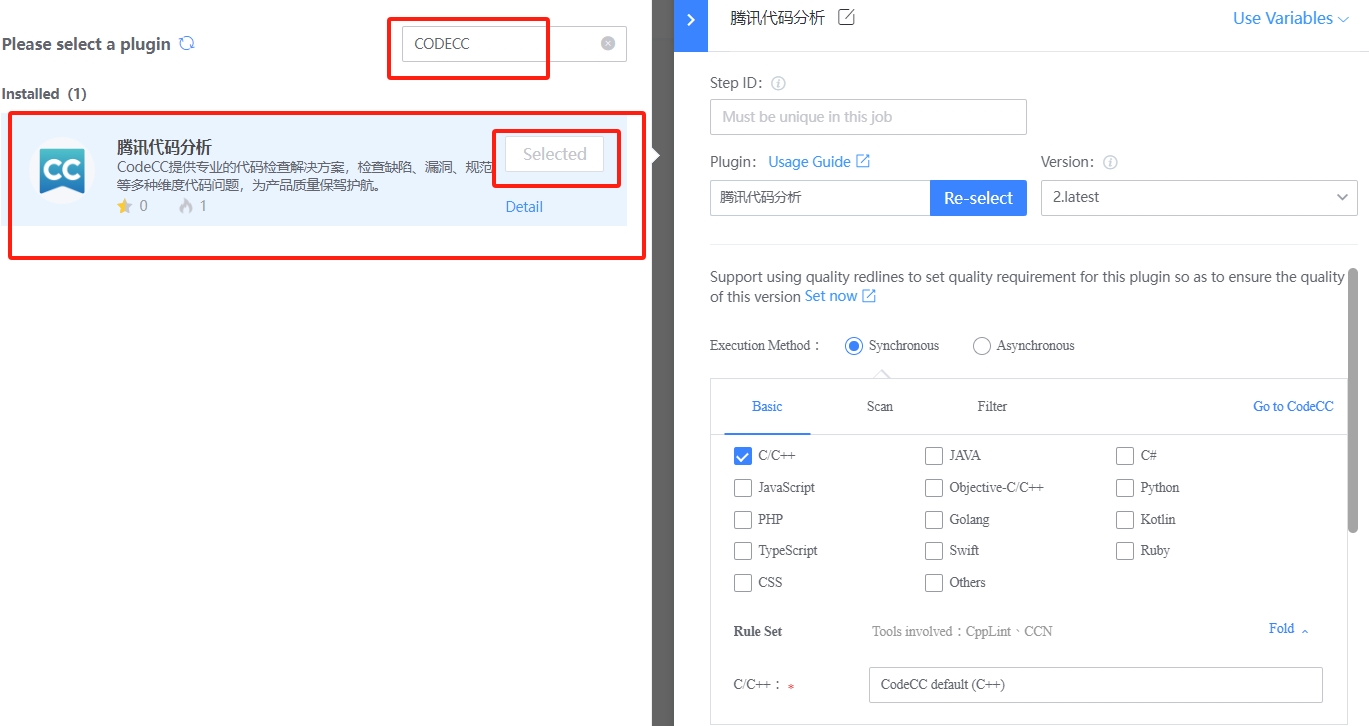 Please select a plugin
CODECC
Installed (1)
CC
腾讯代码分析
CodeCC提供专业的代码检查解决方案，检查缺陷、漏洞、规范
等多种维度代码问题，为产品质量保驾护航。
0
1
Selected
Detail
腾讯代码分析
Use Variables
Step ID:
Must be unique in this job
Plugin: Usage Guide
Version:
腾讯代码分析
Re-select
2.latest
Support using quality redlines to set quality requirement for this plugin so as to ensure the quality
of this version Set now
Execution Method：
Synchronous
Asynchronous
Basic
Scan
Filter
Go to CodeCC
C/C++
JAVA
C#
JavaScript
Objective-C/C++
Python
PHP
Golang
Kotlin
TypeScript
Swift
Ruby
CSS
Others
Rule Set
Tools involved：CppLint、CCN
Fold
C/C++： *
CodeCC default (C++)